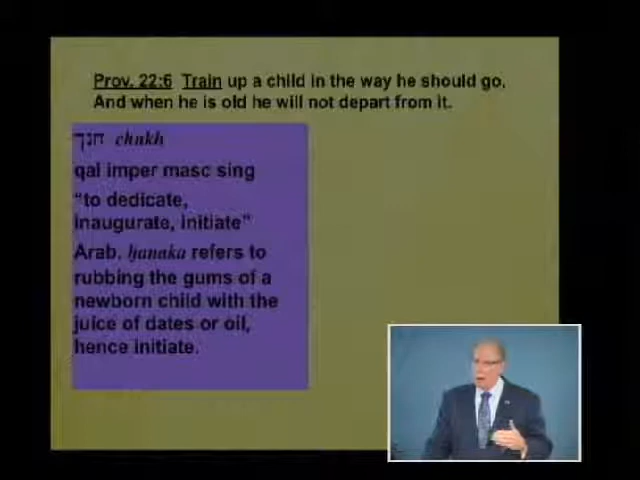 Prov. 22:6 Train up a child in the way he should go,
And when he is old he will not depart from it.
חנך chnkh
qal imper masc sing
“to dedicate,
inaugurate, initiate”
Arab. ḥanaka refers to
rubbing the gums of a
newborn child with the
juice of dates or oil,
hence initiate.